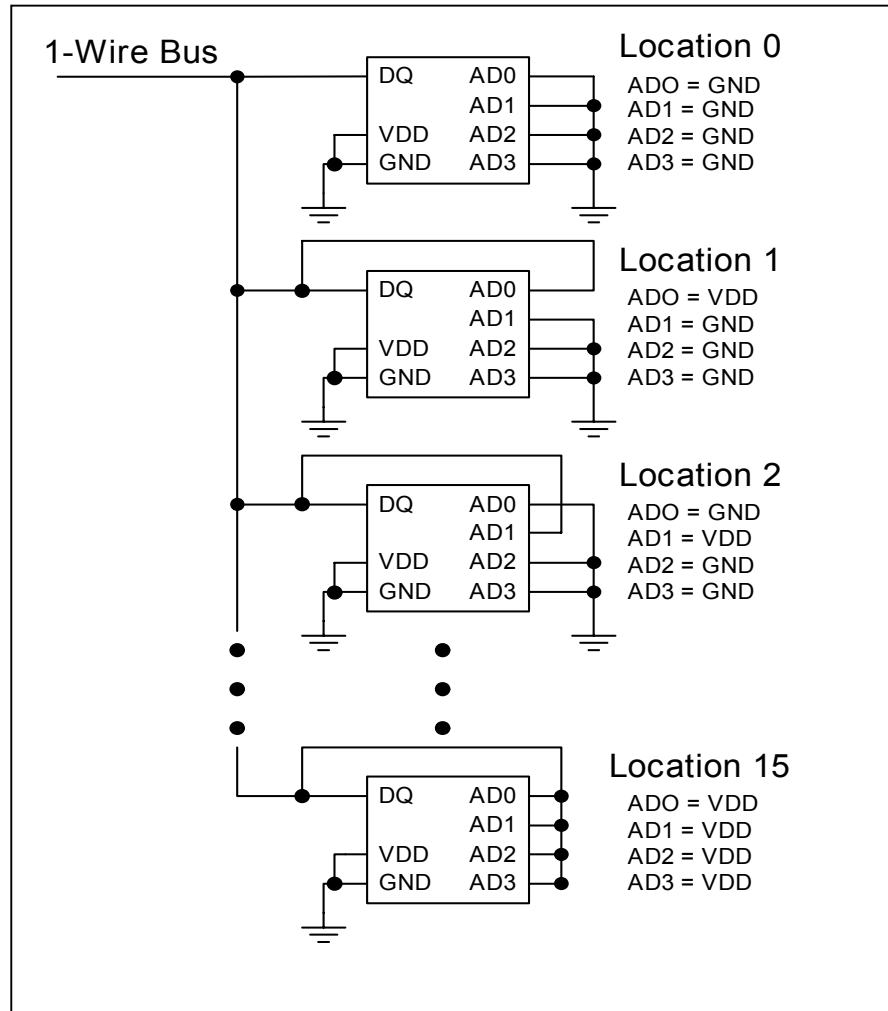 1-Wire Bus
DQ AD0
AD1
VDD AD2
GND AD3
Location 0
ADO = GND
AD1 = GND
AD2 = GND
AD3 = GND
DQ AD0
AD1
VDD AD2
GND AD3
Location 1
ADO = VDD
AD1 = GND
AD2 = GND
AD3 = GND
DQ AD0
AD1
VDD AD2
GND AD3
Location 2
ADO = GND
AD1 = VDD
AD2 = GND
AD3 = GND
DQ AD0
AD1
VDD AD2
GND AD3
Location 15
ADO = VDD
AD1 = VDD
AD2 = VDD
AD3 = VDD